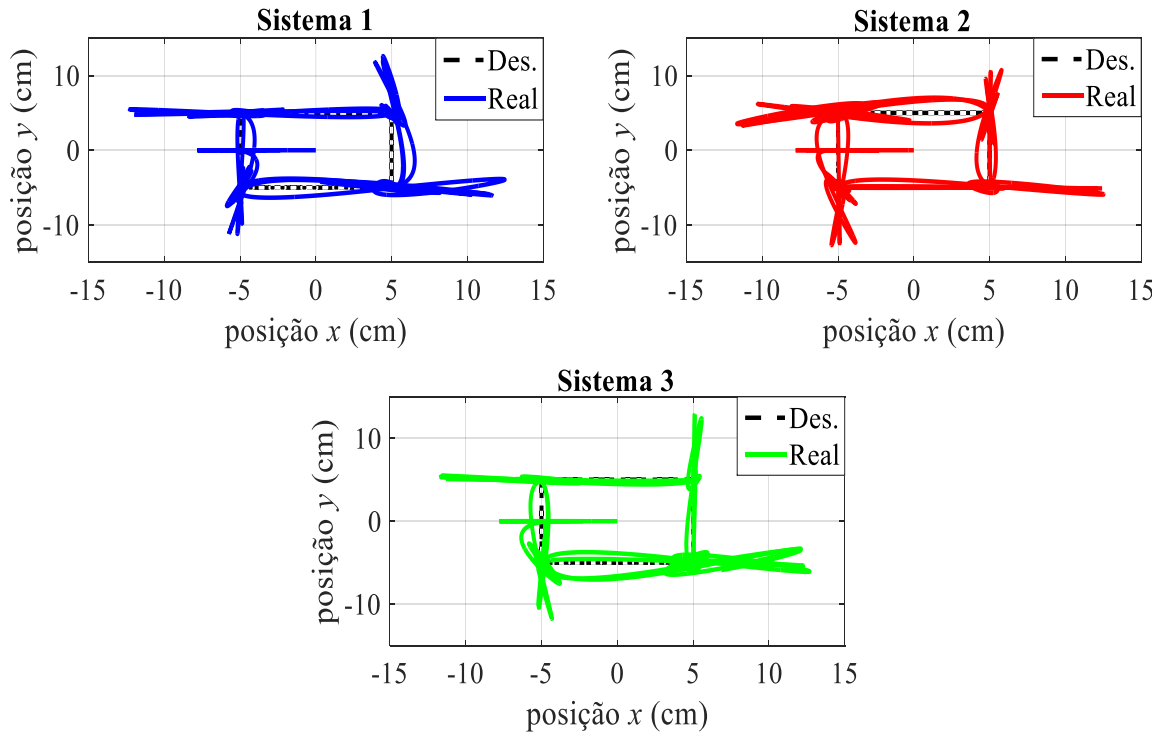 Sistema 1
posição y (cm)
10
0
-10
Des.
Real
-15 -10 -5 0 5 10 15
posição x (cm)
Sistema 2
posição y (cm)
10
0
-10
Des.
Real
-15 -10 -5 0 5 10 15
posição x (cm)
Sistema 3
posição y (cm)
10
0
-10
Des.
Real
-15 -10 -5 0 5 10 15
posição x (cm)